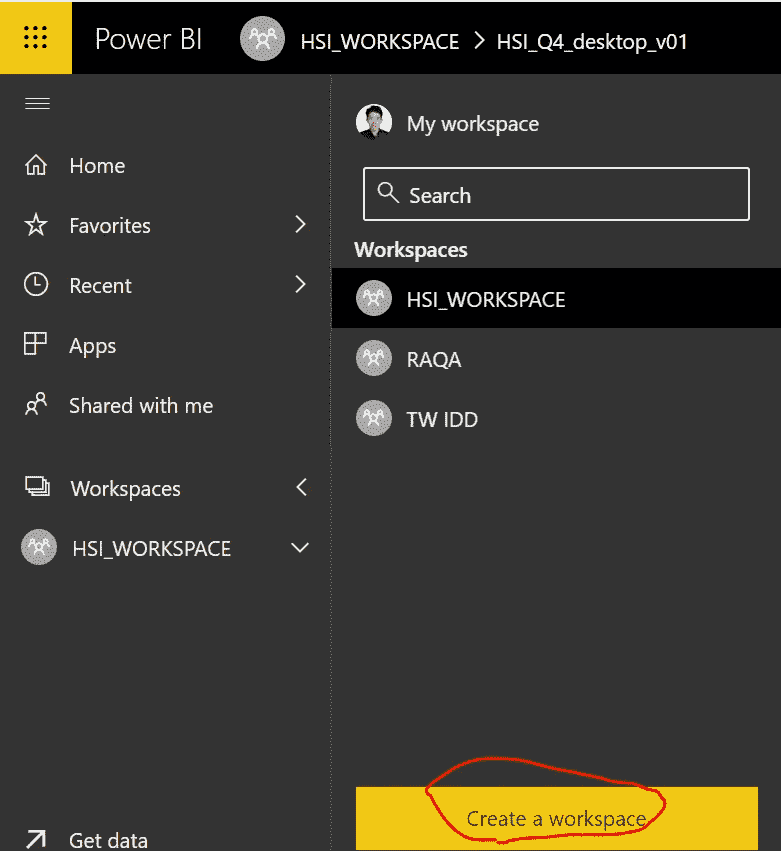 Power BI HSI_WORKSPACE > HSI_Q4_desktop_v01
Home
Favorites
Recent
Apps
Shared with me
Workspaces
HSI_WORKSPACE
Get data
My workspace
Search
Workspaces
HSI_WORKSPACE
RAQA
TW IDD
Create a workspace